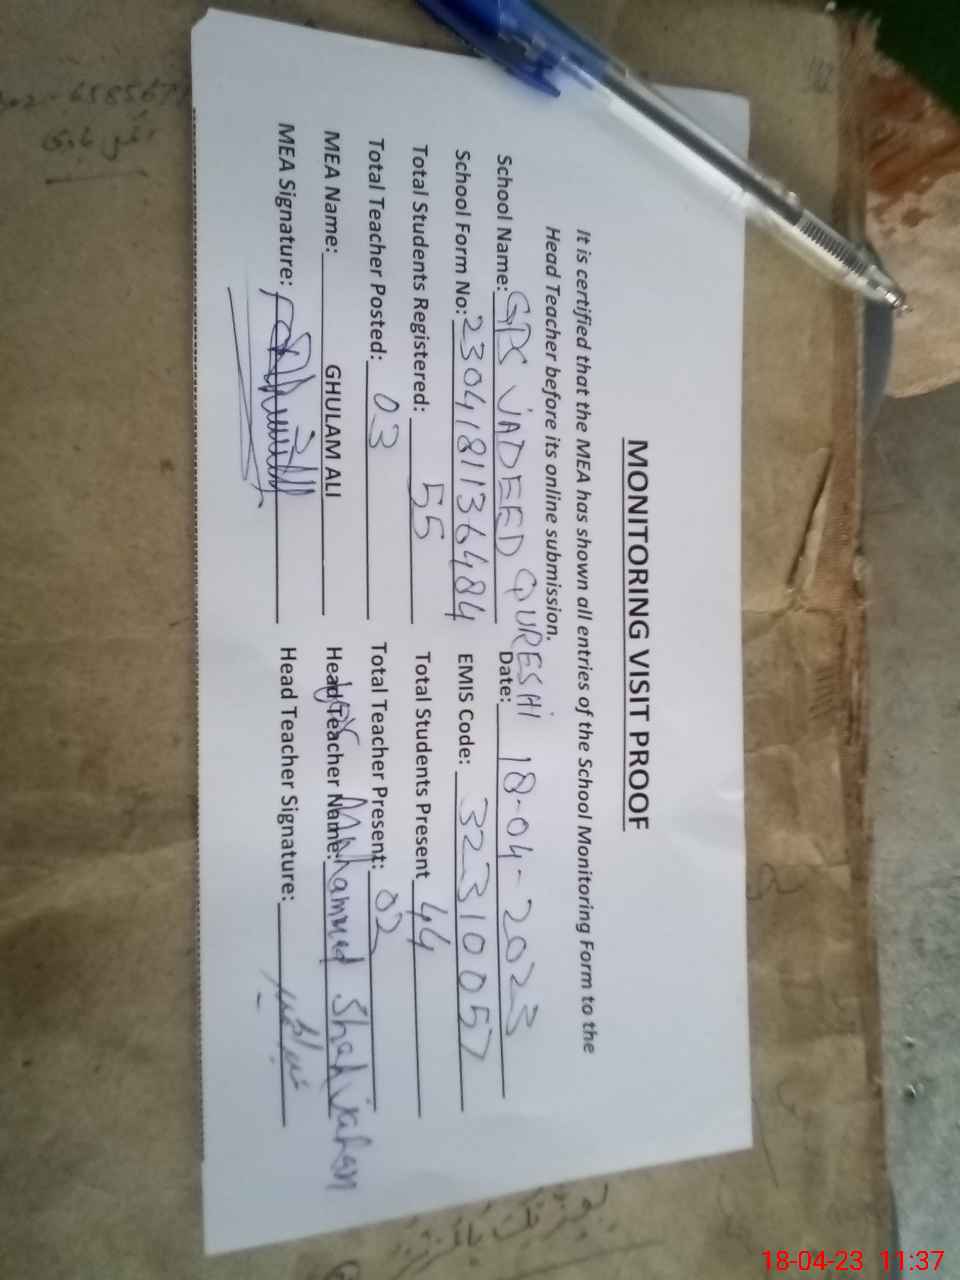 MONITORING VISIT PROOF
It is certified that the MEA has shown all entries of the School Monitoring Form to the
Head Teacher before its online submission.
School Name: GPS JADEED QURESHI Date: 18-04-2023
School Form No: 2304181136484 EMIS Code: 32310057
Total Students Registered: 55 Total Students Present 44
Total Teacher Posted: 03 Total Teacher Present: 02
MEA Name: GHULAM ALI Head Teacher Name: Muhammad Shah Jahan
MEA Signature: Head Teacher Signature:
18-04-23 11:37